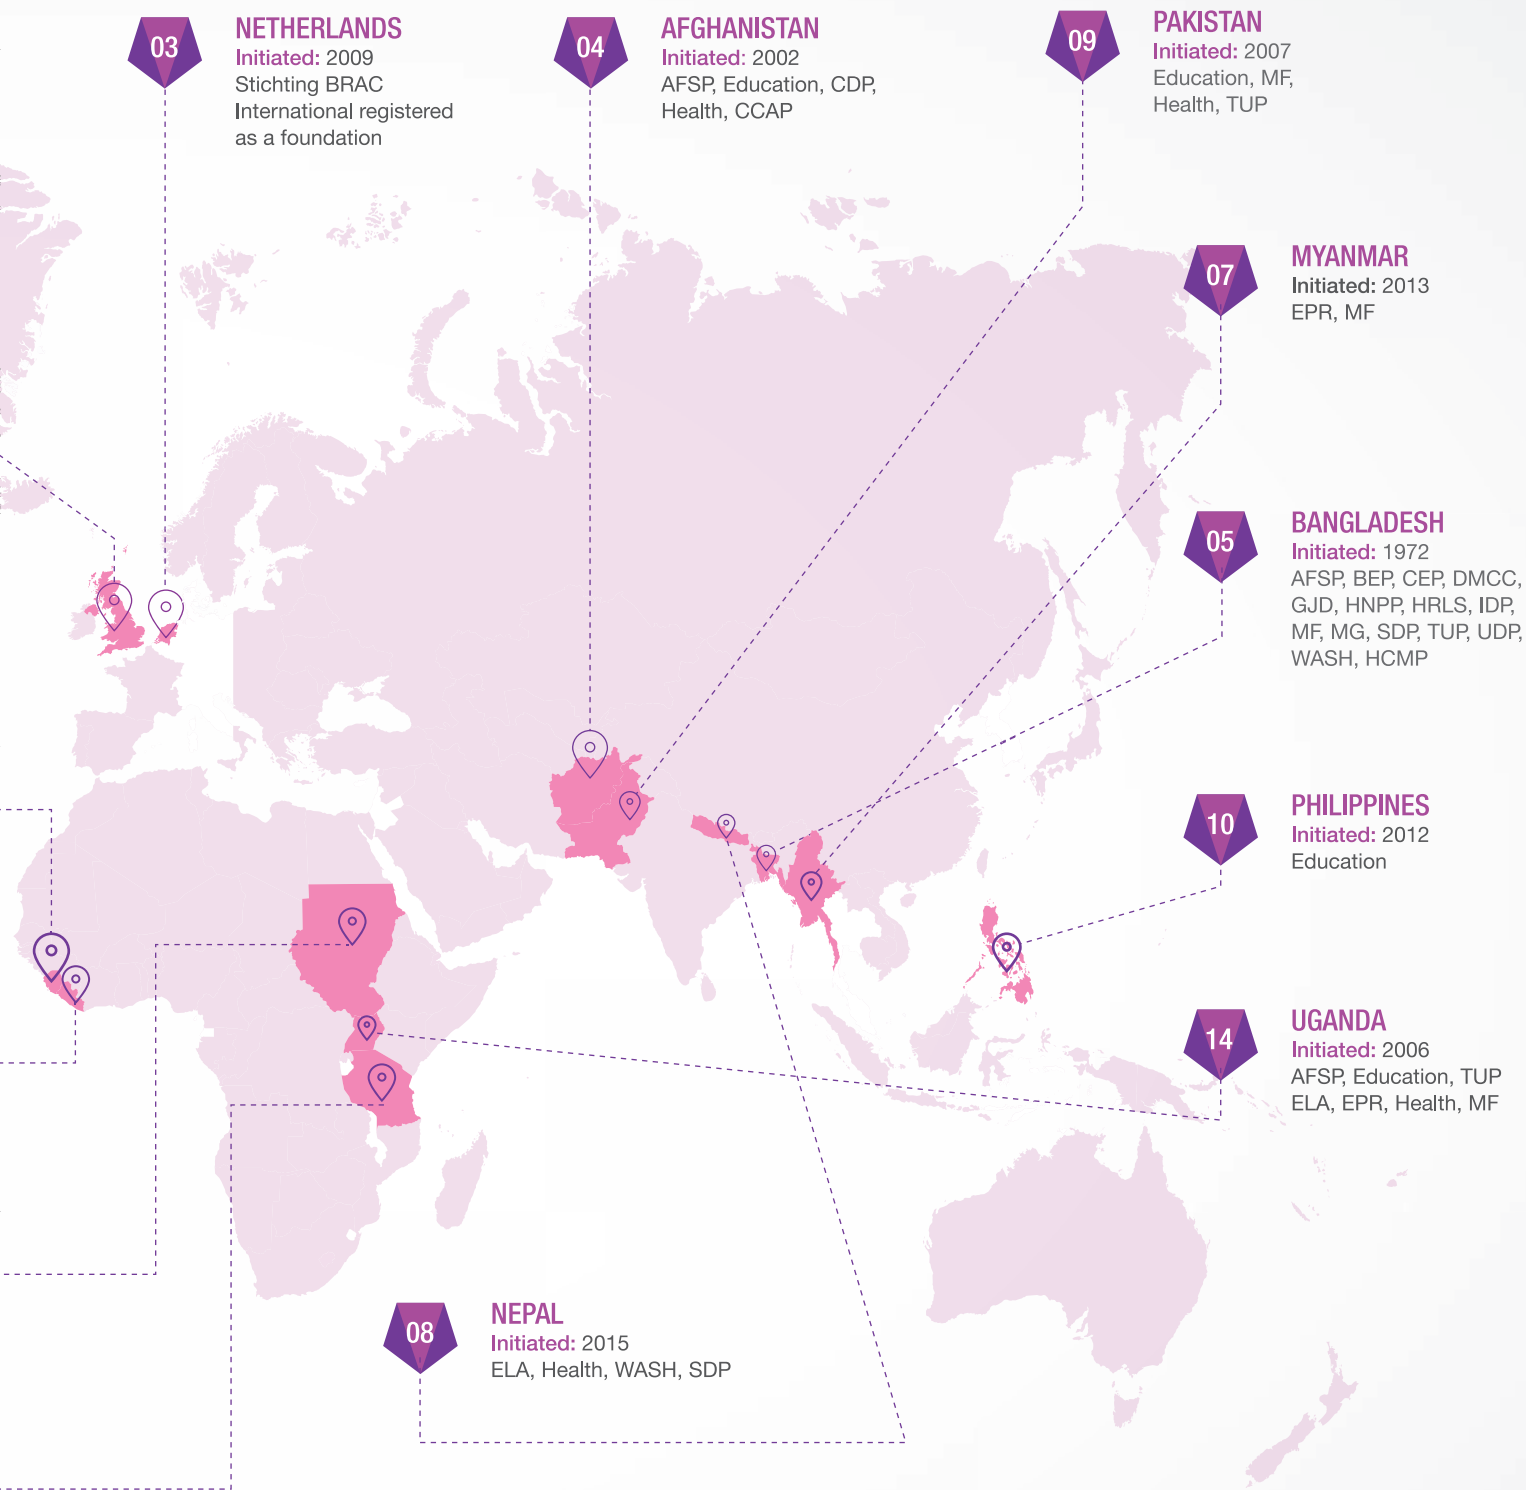 03
NETHERLANDS
Initiated: 2009
Stichting BRAC
International registered
as a foundation
04
AFGHANISTAN
Initiated: 2002
AFSP, Education, CDP,
Health, CCAP
09
PAKISTAN
Initiated: 2007
Education, MF,
Health, TUP
07
MYANMAR
Initiated: 2013
EPR, MF
05
BANGLADESH
Initiated: 1972
AFSP, BEP, CEP, DMCC,
GJD, HNPP, HRLS, IDP,
MF, MG, SDP, TUP, UDP,
WASH, HCMP
10
PHILIPPINES
Initiated: 2012
Education
14
UGANDA
Initiated: 2006
AFSP, Education, TUP
ELA, EPR, Health, MF
08
NEPAL
Initiated: 2015
ELA, Health, WASH, SDP